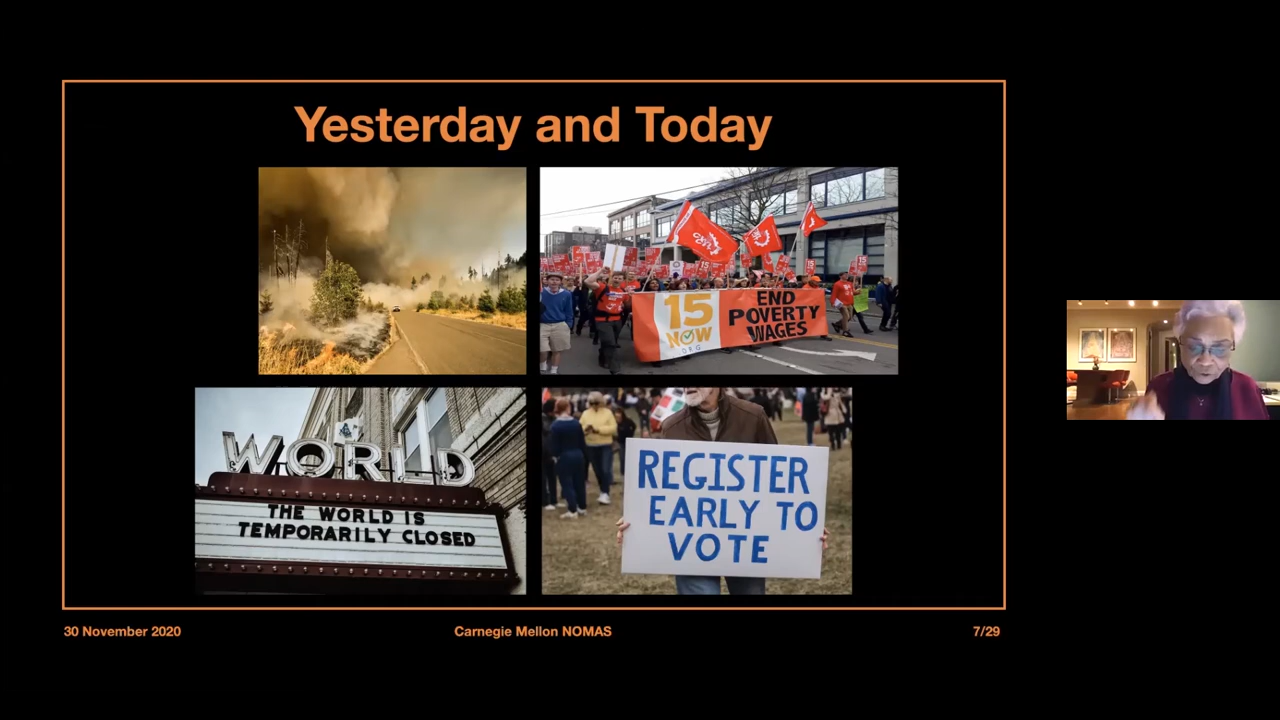 Yesterday and Today
15
NOW
ORG
END
POVERTY
WAGES
WORLD
THE WORLD IS
TEMPORARILY CLOSED
REGISTER
EARLY TO
VOTE
30 November 2020
Carnegie Mellon NOMAS
7/29